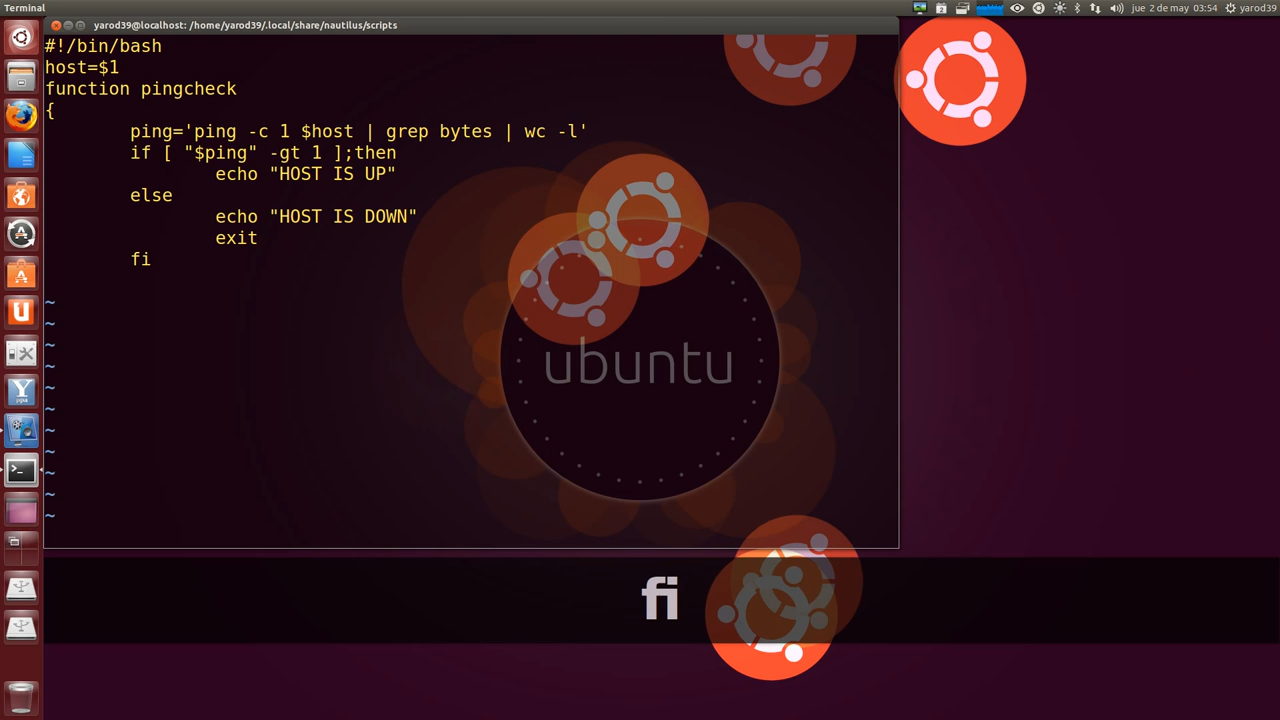 Terminal
2
jue 2 de may 03:54
yarod39
yarod39@localhost: /home/yarod39/.local/share/nautilus/scripts
#!/bin/bash
host=$1
function pingcheck
{
        ping='ping -c 1 $host | grep bytes | wc -l'
        if [ "$ping" -gt 1 ];then
                echo "HOST IS UP"
        else
                echo "HOST IS DOWN"
                exit
        fi
~
~
~
~
~
~
~
~
~
~
~
ubuntu
fi